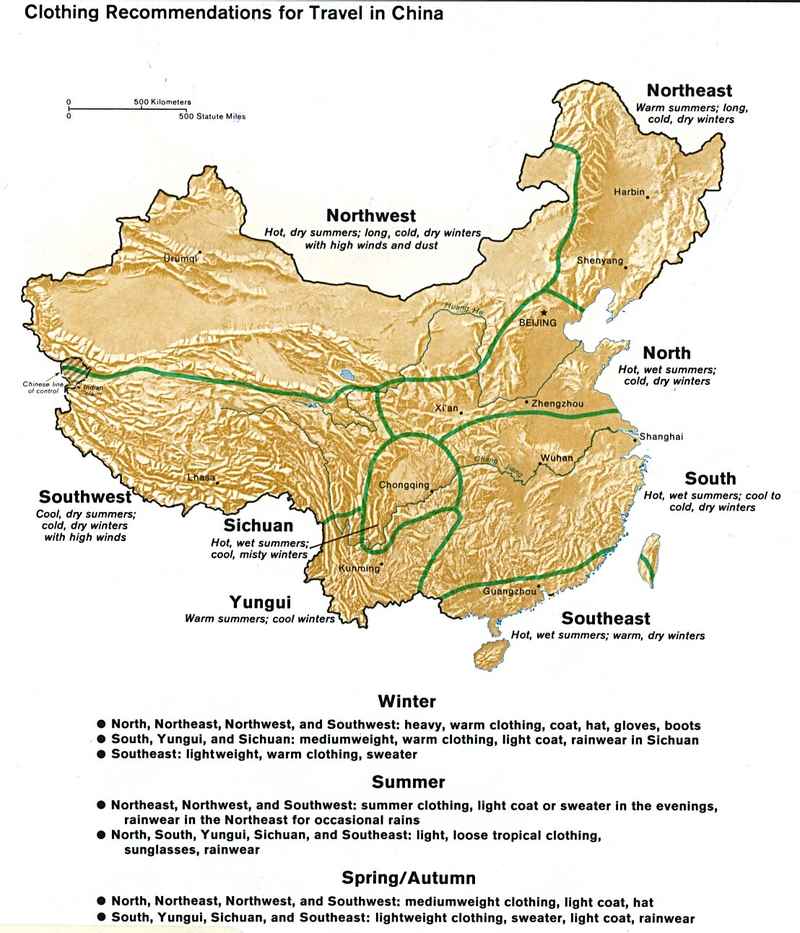 Clothing Recommendations for Travel in China
0 500 Kilometers
0 500 Statute Miles
Northeast
Warm summers; long,
cold, dry winters
Harbin
Northwest
Hot, dry summers; long, cold, dry winters
with high winds and dust
Ürümqi
Shenyang
Huang He
BEIJING
North
Hot, wet summers;
cold, dry winters
Chinese line
of control
Indian
Xi'an
Zhengzhou
Shanghai
Wuhan
Chang Jiang
Lhasa
Chongqing
South
Hot, wet summers; cool to
cold, dry winters
Southwest
Cool, dry summers;
cold, dry winters
with high winds
Sichuan
Hot, wet summers;
cool, misty winters
Kunming
Guangzhou
Yungui
Warm summers; cool winters
Southeast
Hot, wet summers; warm, dry winters
Winter
● North, Northeast, Northwest, and Southwest: heavy, warm clothing, coat, hat, gloves, boots
● South, Yungui, and Sichuan: mediumweight, warm clothing, light coat, rainwear in Sichuan
● Southeast: lightweight, warm clothing, sweater
Summer
● Northeast, Northwest, and Southwest: summer clothing, light coat or sweater in the evenings,
rainwear in the Northeast for occasional rains
● North, South, Yungui, Sichuan, and Southeast: light, loose tropical clothing,
sunglasses, rainwear
Spring/Autumn
● North, Northeast, Northwest, and Southwest: mediumweight clothing, light coat, hat
● South, Yungui, Sichuan, and Southeast: lightweight clothing, sweater, light coat, rainwear